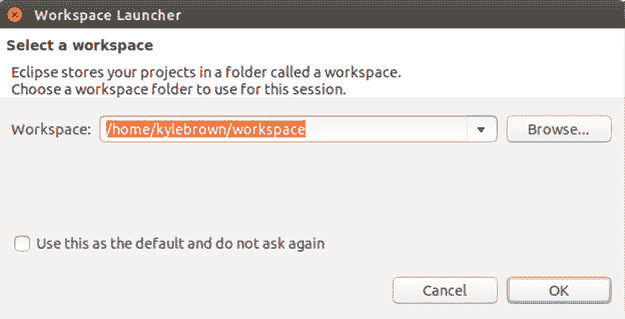 Workspace Launcher
Select a workspace
Eclipse stores your projects in a folder called a workspace.
Choose a workspace folder to use for this session.
Workspace: /home/kylebrown/workspace Browse...
Use this as the default and do not ask again
Cancel OK